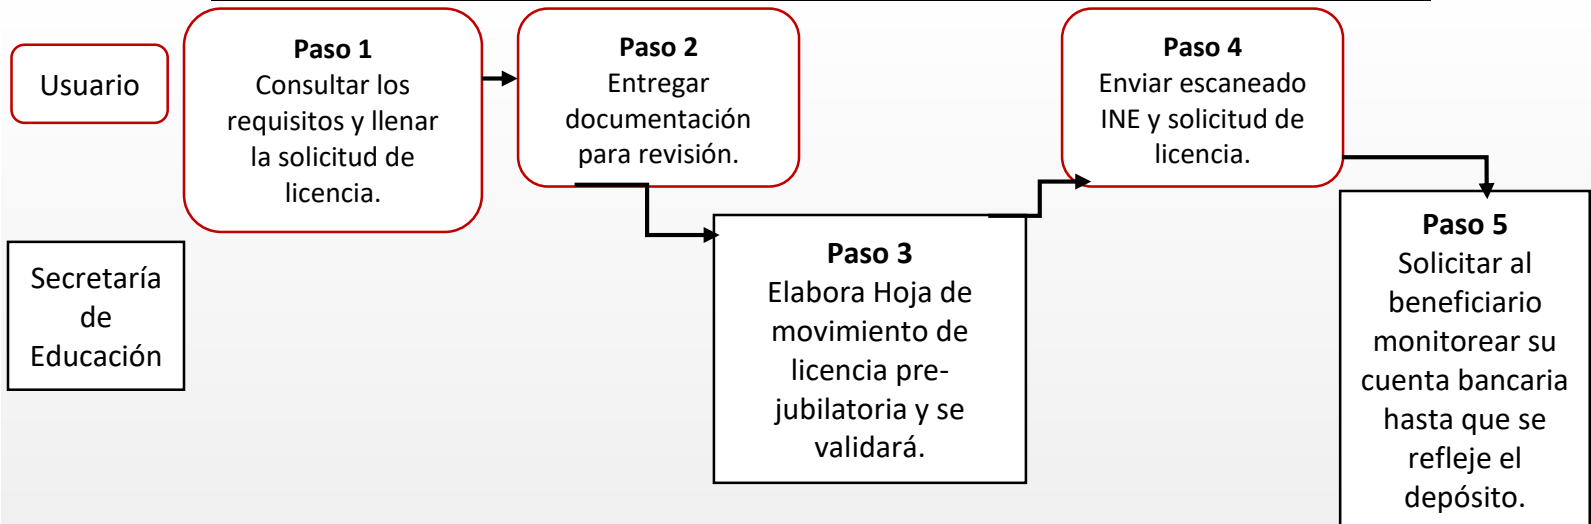 Usuario
Paso 1
Consultar los
requisitos y llenar
la solicitud de
licencia.
Paso 2
Entregar
documentación
para revisión.
Paso 4
Enviar escaneado
INE y solicitud de
licencia.
Secretaría
de
Educación
Paso 3
Elabora Hoja de
movimiento de
licencia pre-
jubilatoria y se
validará.
Paso 5
Solicitar al
beneficiario
monitorear su
cuenta bancaria
hasta que se
refleje el
depósito.